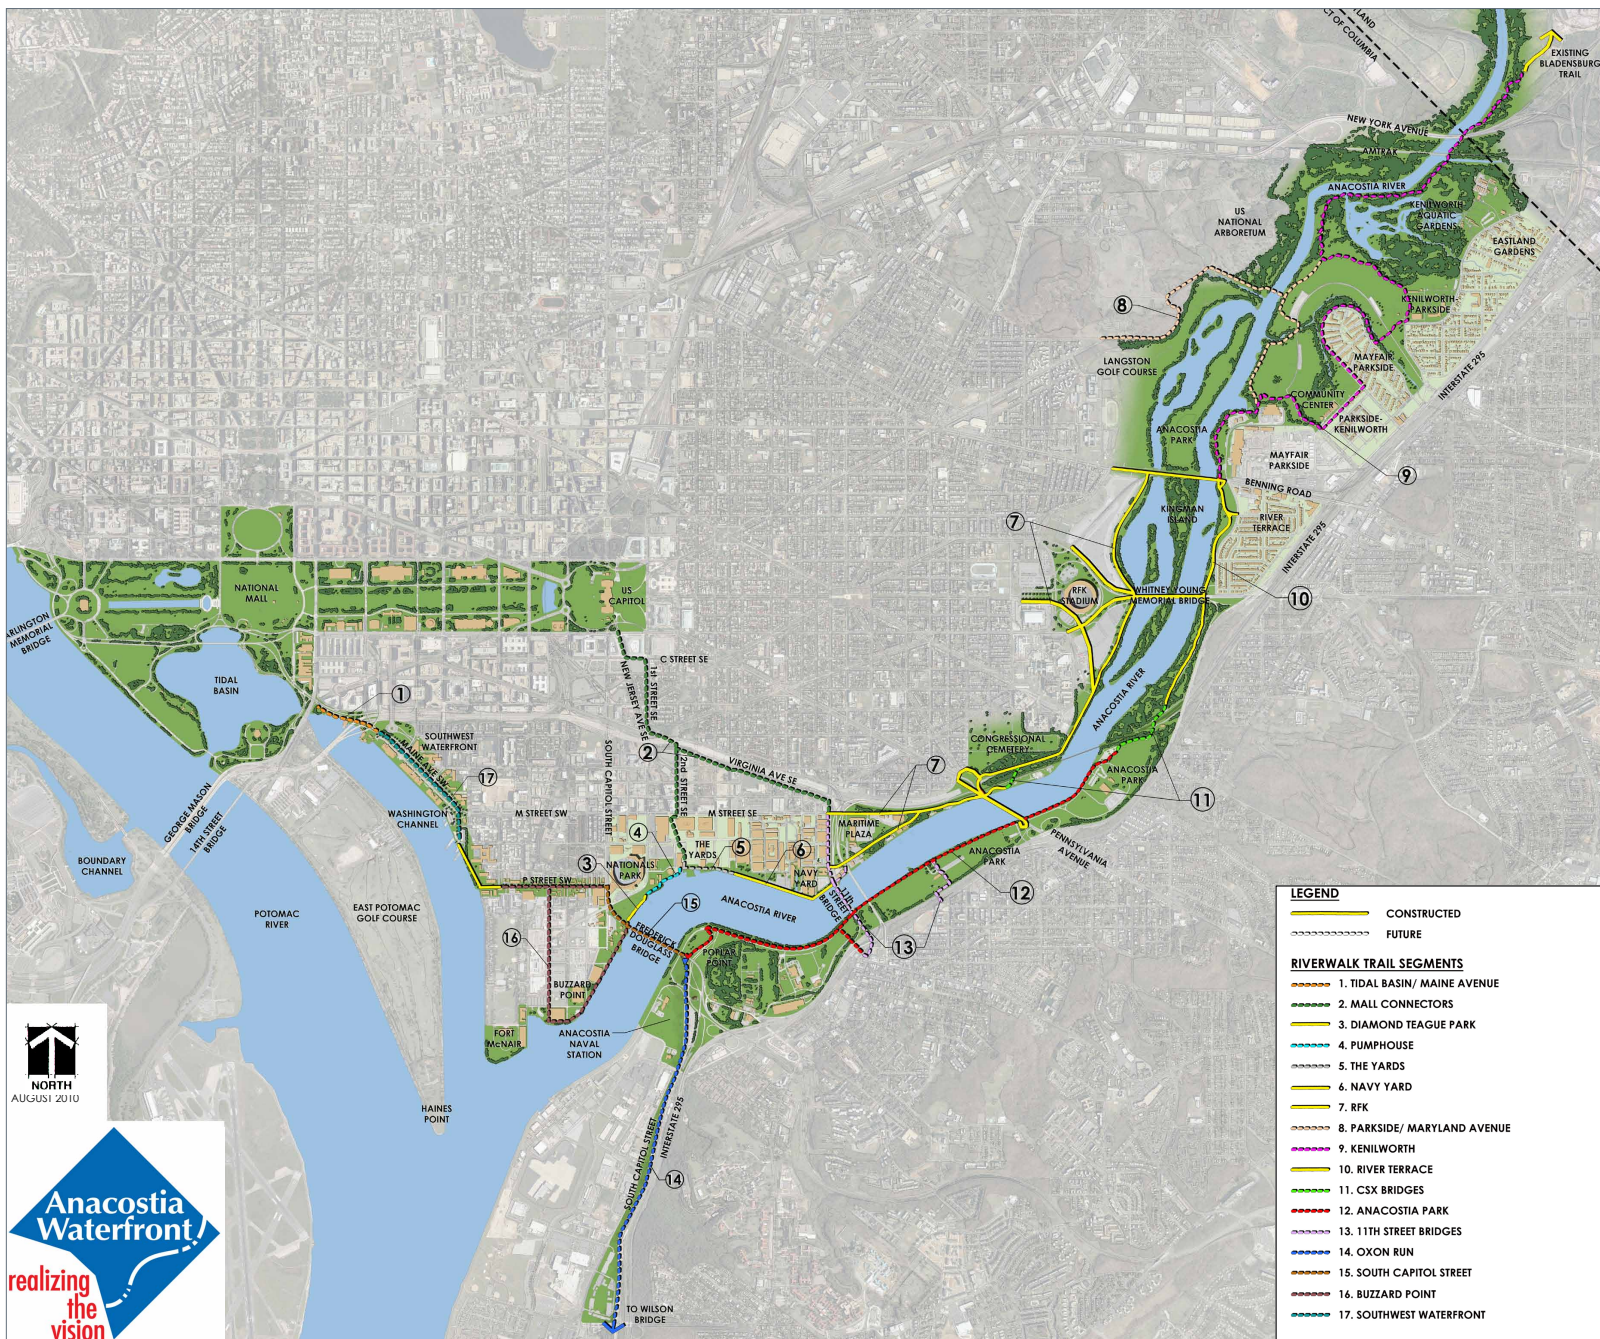 MARYLAND
DISTRICT OF COLUMBIA
EXISTING
BLADENSBURG
TRAIL
NEW YORK AVENUE
AMTRAK
ANACOSTIA RIVER
US
NATIONAL
ARBORETUM
KENILWORTH
AQUATIC
GARDENS
EASTLAND
GARDENS
8
KENILWORTH-
PARKSIDE
LANGSTON
GOLF COURSE
MAYFAIR
PARKSIDE
INTERSTATE 295
COMMUNITY
CENTER
PARKSIDE-
KENILWORTH
ANACOSTIA
PARK
MAYFAIR
PARKSIDE
9
BENNING ROAD
KINGMAN
ISLAND
RIVER
TERRACE
INTERSTATE 295
7
RFK
STADIUM
WHITNEY YOUNG
MEMORIAL BRIDGE
10
NATIONAL
MALL
US
CAPITOL
ARLINGTON
MEMORIAL
BRIDGE
C STREET SE
1st STREET SE
NEW JERSEY AVE SE
TIDAL
BASIN
1
ANACOSTIA RIVER
SOUTHWEST
WATERFRONT
MAINE AVE SW
17
SOUTH CAPITOL STREET
2
2nd STREET SE
VIRGINIA AVE SE
CONGRESSIONAL
CEMETERY
7
ANACOSTIA
PARK
11
GEORGE MASON
BRIDGE
14TH STREET
BRIDGE
WASHINGTON
CHANNEL
M STREET SW
M STREET SE
MARITIME
PLAZA
4
THE
YARDS
5
6
NAVY
YARD
PENNSYLVANIA
AVENUE
ANACOSTIA
PARK
12
BOUNDARY
CHANNEL
3
NATIONALS
PARK
P STREET SW
11th
STREET
BRIDGE
POTOMAC
RIVER
EAST POTOMAC
GOLF COURSE
ANACOSTIA RIVER
15
16
FREDERICK
DOUGLASS
BRIDGE
POPLAR
POINT
13
BUZZARD
POINT
FORT
McNAIR
ANACOSTIA
NAVAL
STATION
HAINES
POINT
SOUTH CAPITOL STREET
INTERSTATE 295
14
TO WILSON
BRIDGE
NORTH
AUGUST 2010
Anacostia
Waterfront
realizing
the
vision
LEGEND
CONSTRUCTED
FUTURE
RIVERWALK TRAIL SEGMENTS
1. TIDAL BASIN/ MAINE AVENUE
2. MALL CONNECTORS
3. DIAMOND TEAGUE PARK
4. PUMPHOUSE
5. THE YARDS
6. NAVY YARD
7. RFK
8. PARKSIDE/ MARYLAND AVENUE
9. KENILWORTH
10. RIVER TERRACE
11. CSX BRIDGES
12. ANACOSTIA PARK
13. 11TH STREET BRIDGES
14. OXON RUN
15. SOUTH CAPITOL STREET
16. BUZZARD POINT
17. SOUTHWEST WATERFRONT